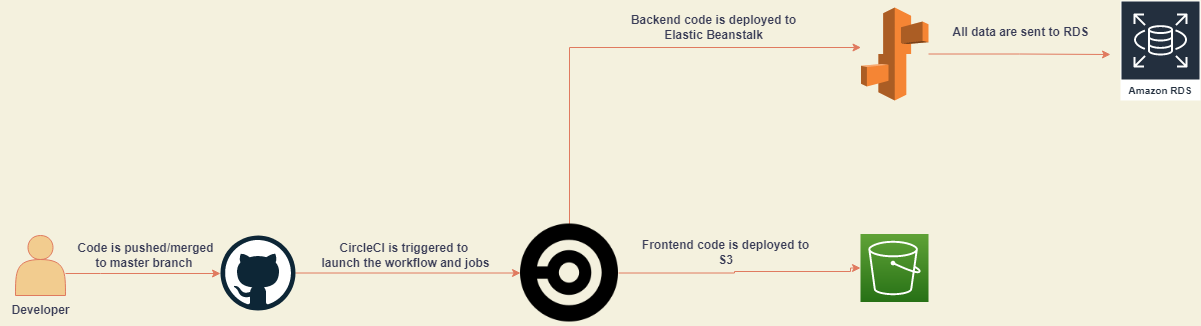 Backend code is deployed to
Elastic Beanstalk
All data are sent to RDS
Amazon RDS
Code is pushed/merged
to master branch
CircleCI is triggered to
launch the workflow and jobs
Frontend code is deployed to
S3
Developer